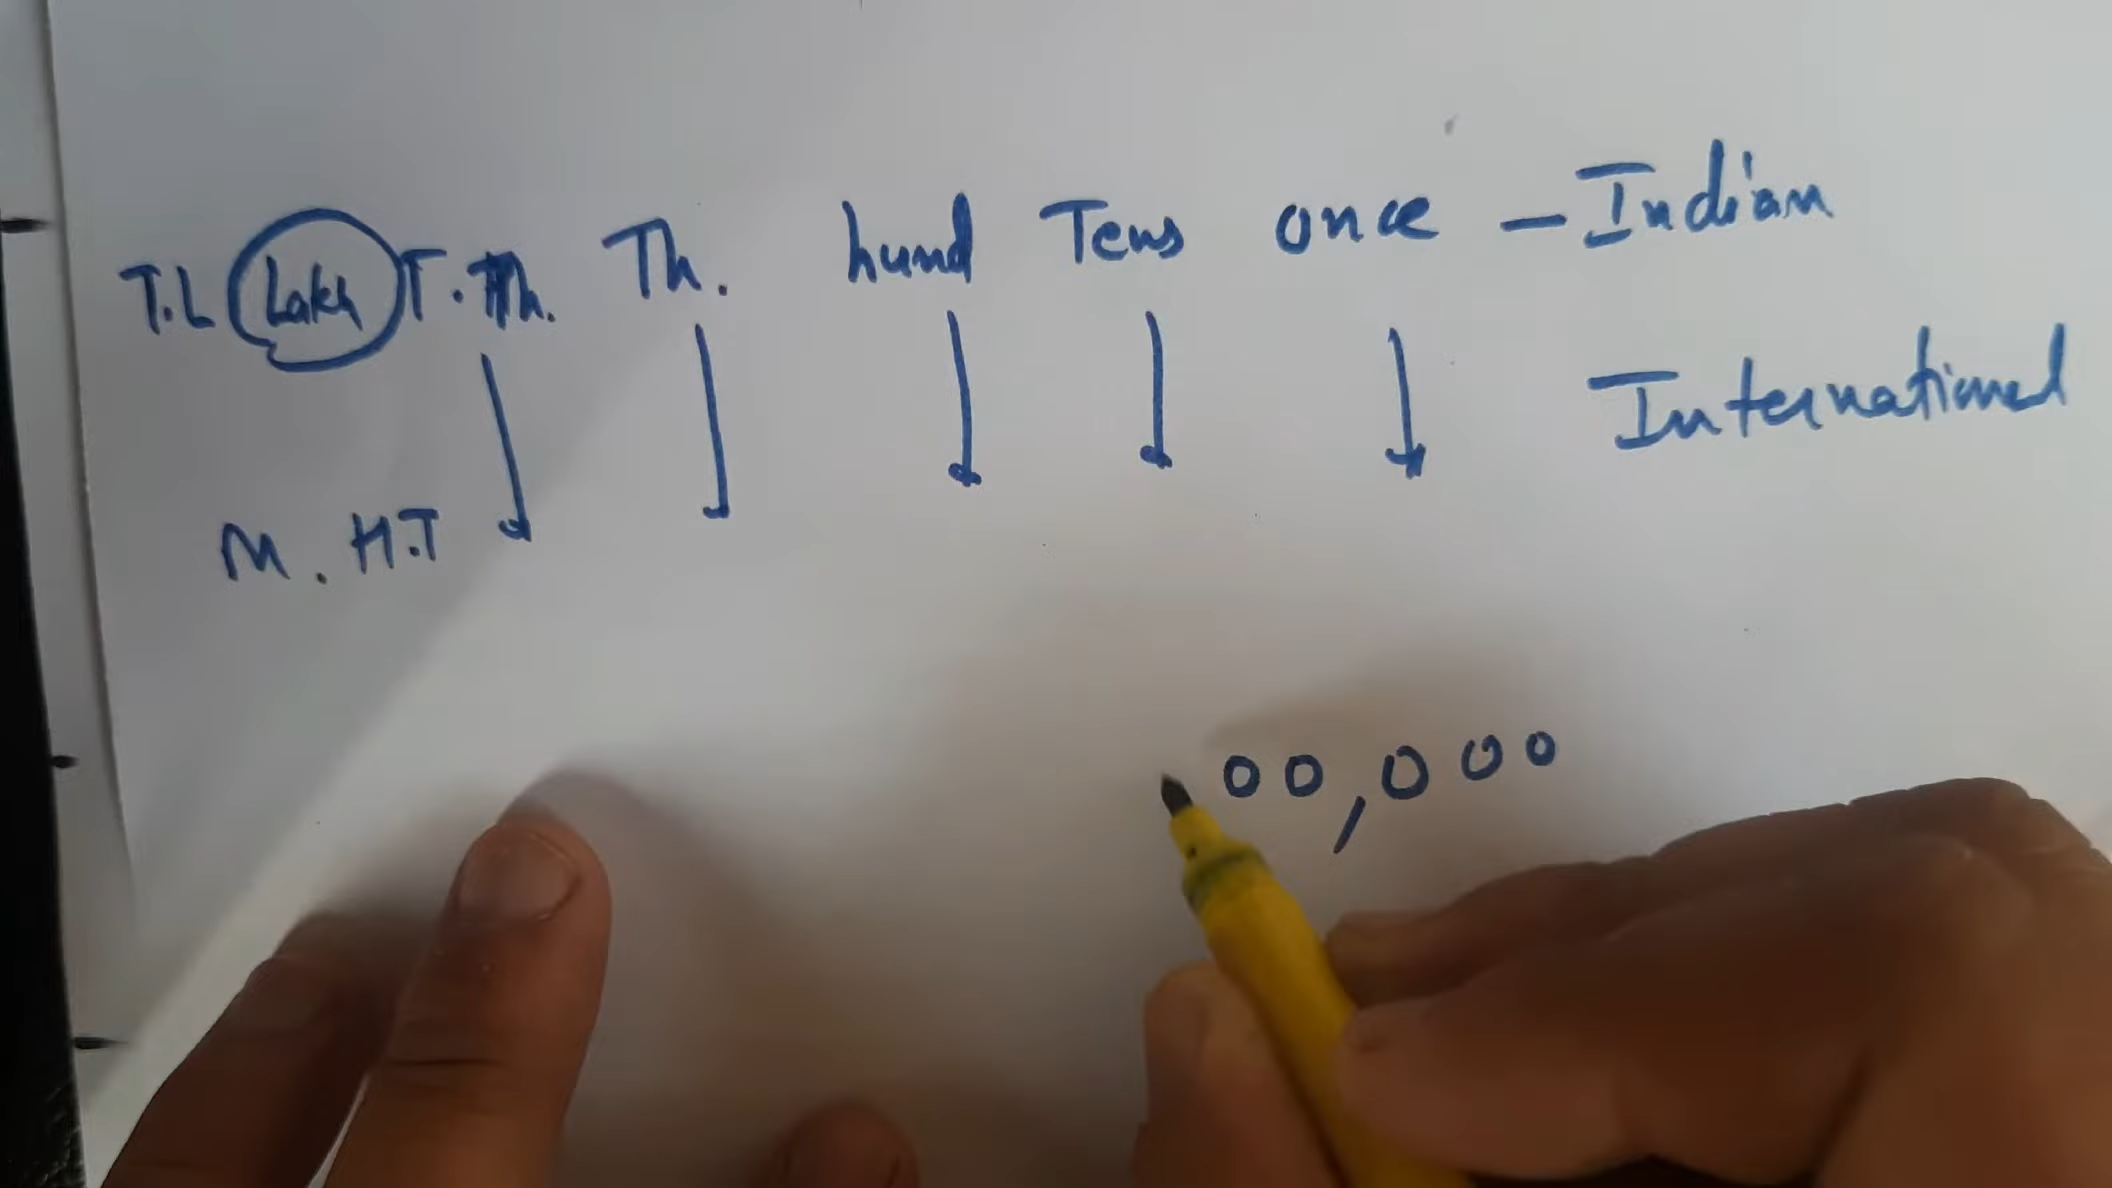 T.L Lakh T.Th. Th. hund Tens once - Indian
International
M. H.T
00,000